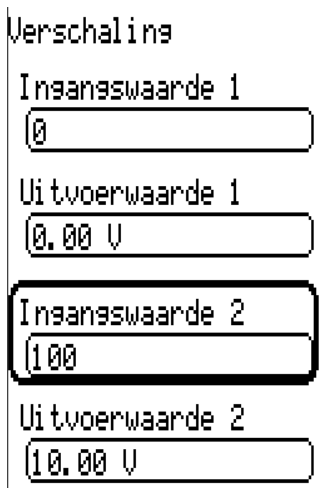 Verschaling
Ingangswaarde 1
0
Uitvoerwaarde 1
0.00 V
Ingangswaarde 2
100
Uitvoerwaarde 2
10.00 V